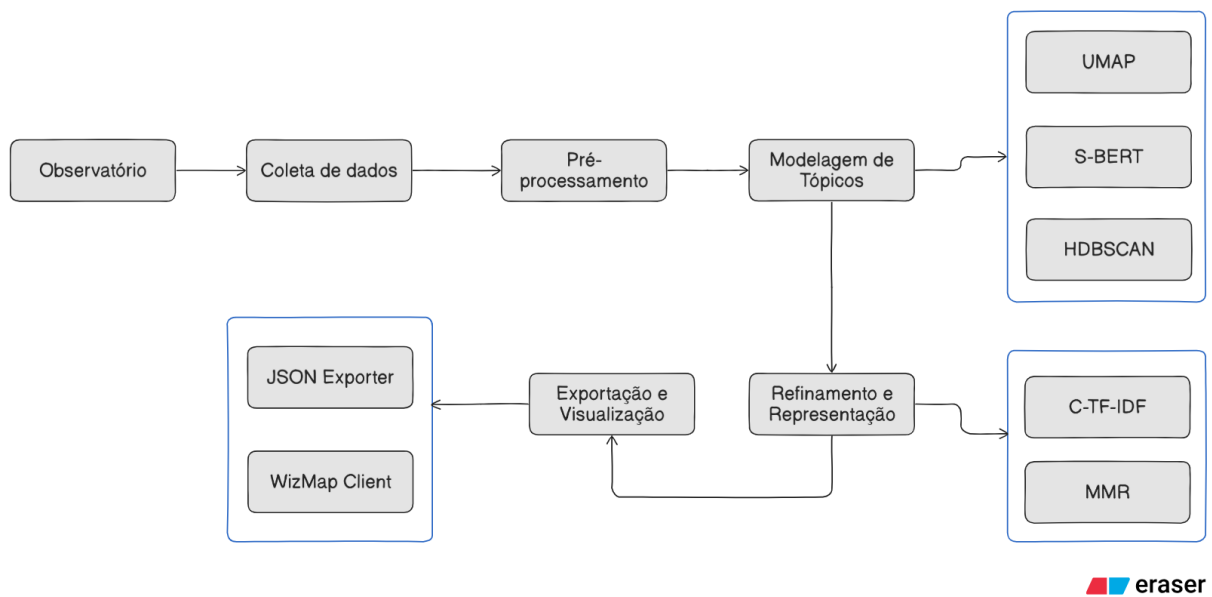 Observatório
Coleta de dados
Pré-
processamento
Modelagem de
Tópicos
UMAP
S-BERT
HDBSCAN
JSON Exporter
WizMap Client
Exportação e
Visualização
Refinamento e
Representação
C-TF-IDF
MMR
eraser